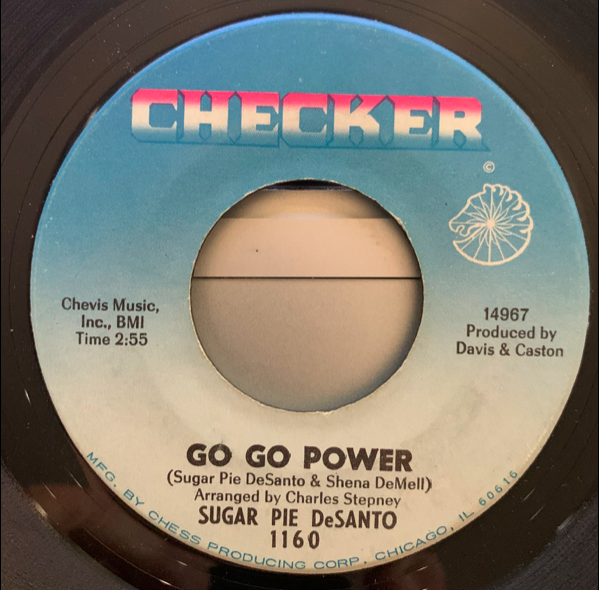 CHECKER
©
Chevis Music,
Inc., BMI
Time 2:55
14967
Produced by
Davis & Caston
GO GO POWER
(Sugar Pie DeSanto & Shena DeMell)
Arranged by Charles Stepney
SUGAR PIE DeSANTO
1160
MFG. BY CHESS PRODUCING CORP., CHICAGO, IL 60616